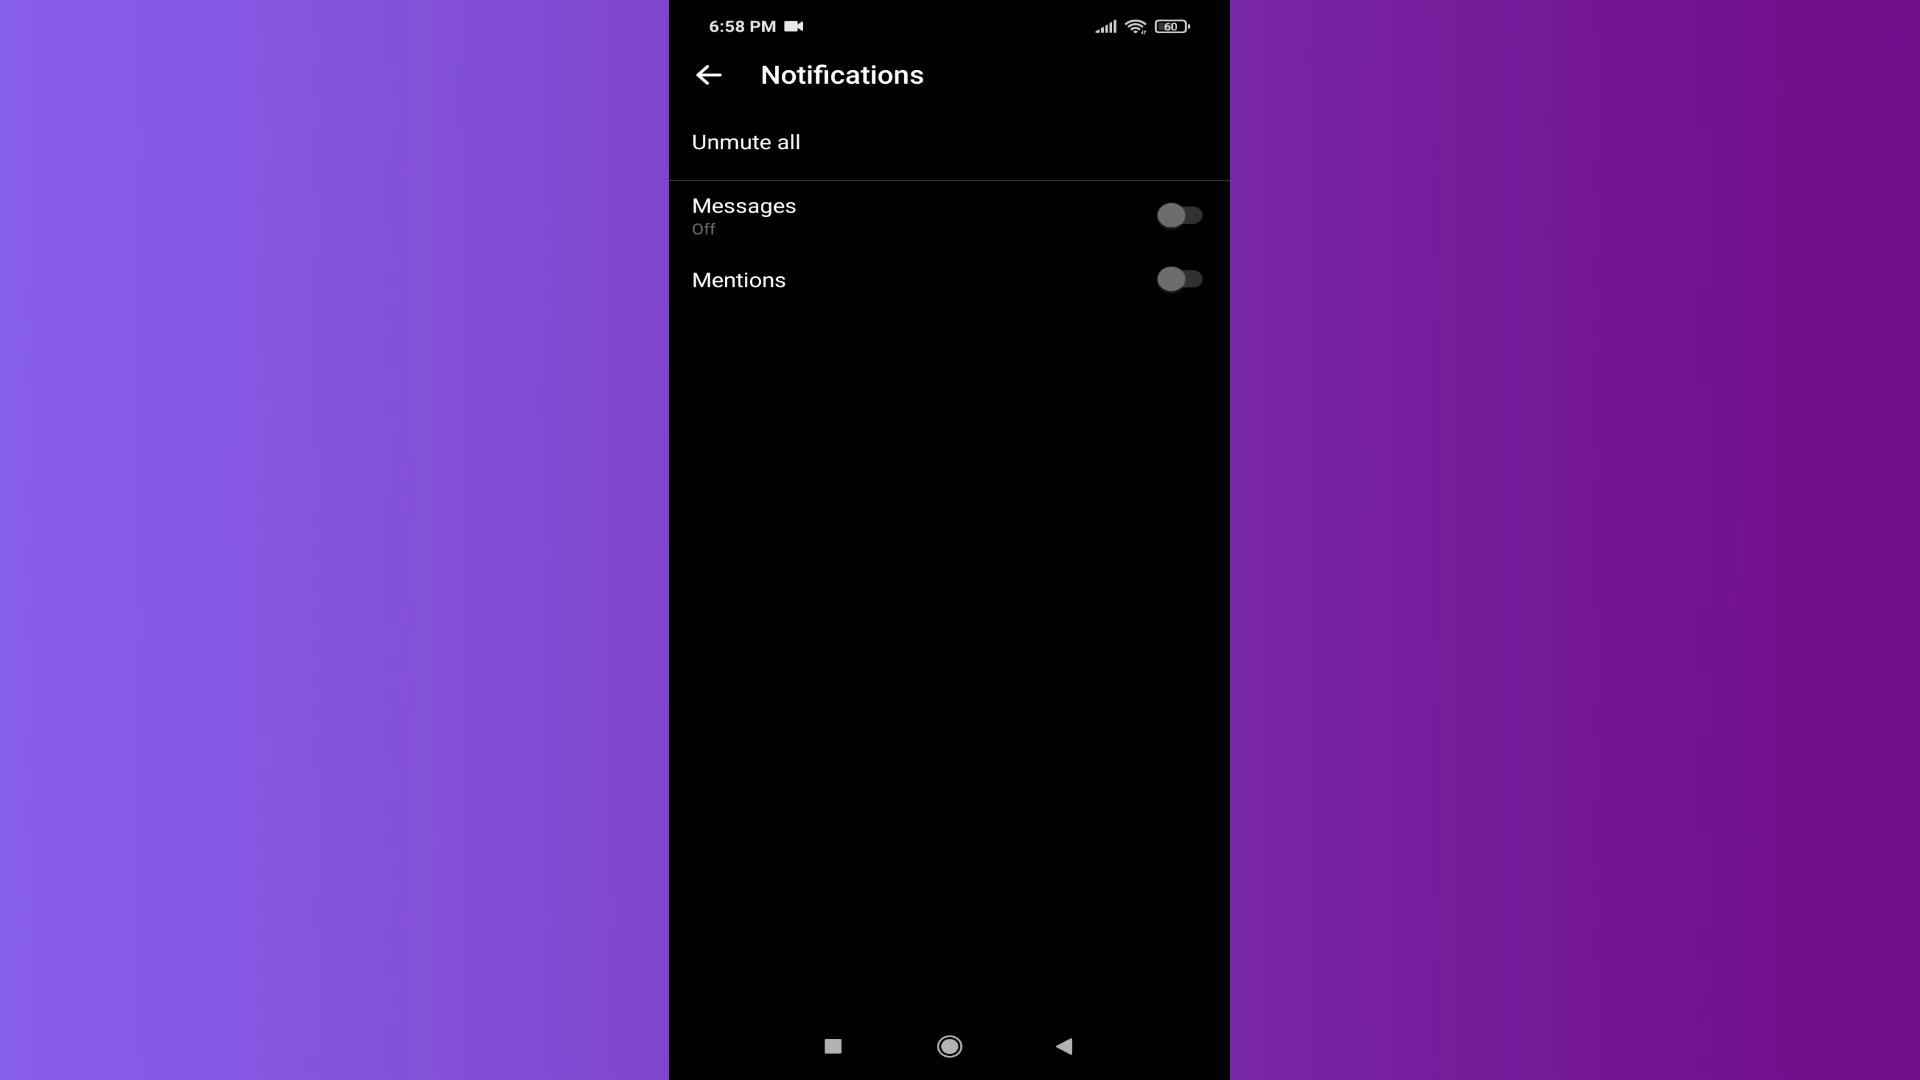 6:58 PM
60
Notifications
Unmute all
Messages
Off
Mentions